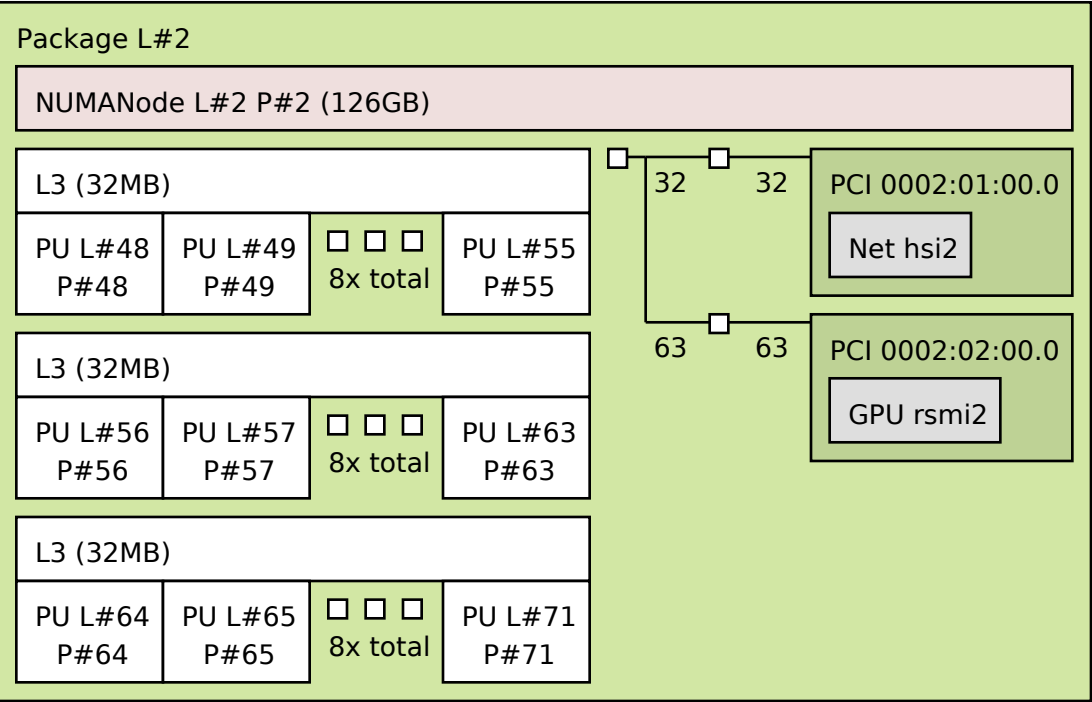 Package L#2
NUMANode L#2 P#2 (126GB)
L3 (32MB)
PU L#48
P#48
PU L#49
P#49
8x total
PU L#55
P#55
L3 (32MB)
PU L#56
P#56
PU L#57
P#57
8x total
PU L#63
P#63
L3 (32MB)
PU L#64
P#64
PU L#65
P#65
8x total
PU L#71
P#71
32
32
PCI 0002:01:00.0
Net hsi2
63
63
PCI 0002:02:00.0
GPU rsmi2